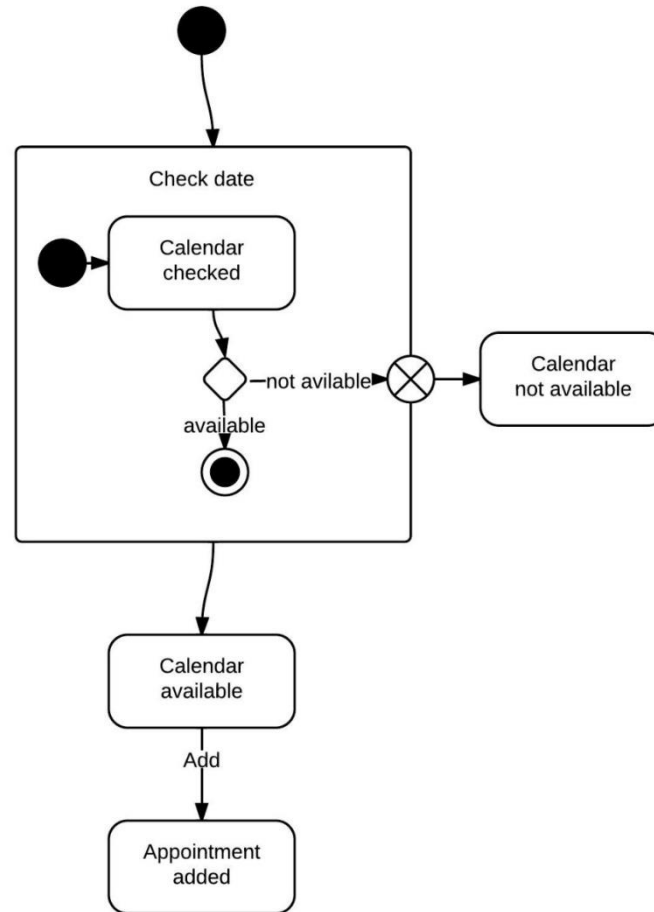 Check date
Calendar
checked
not avilable
Calendar
not available
available
Calendar
available
Add
Appointment
added